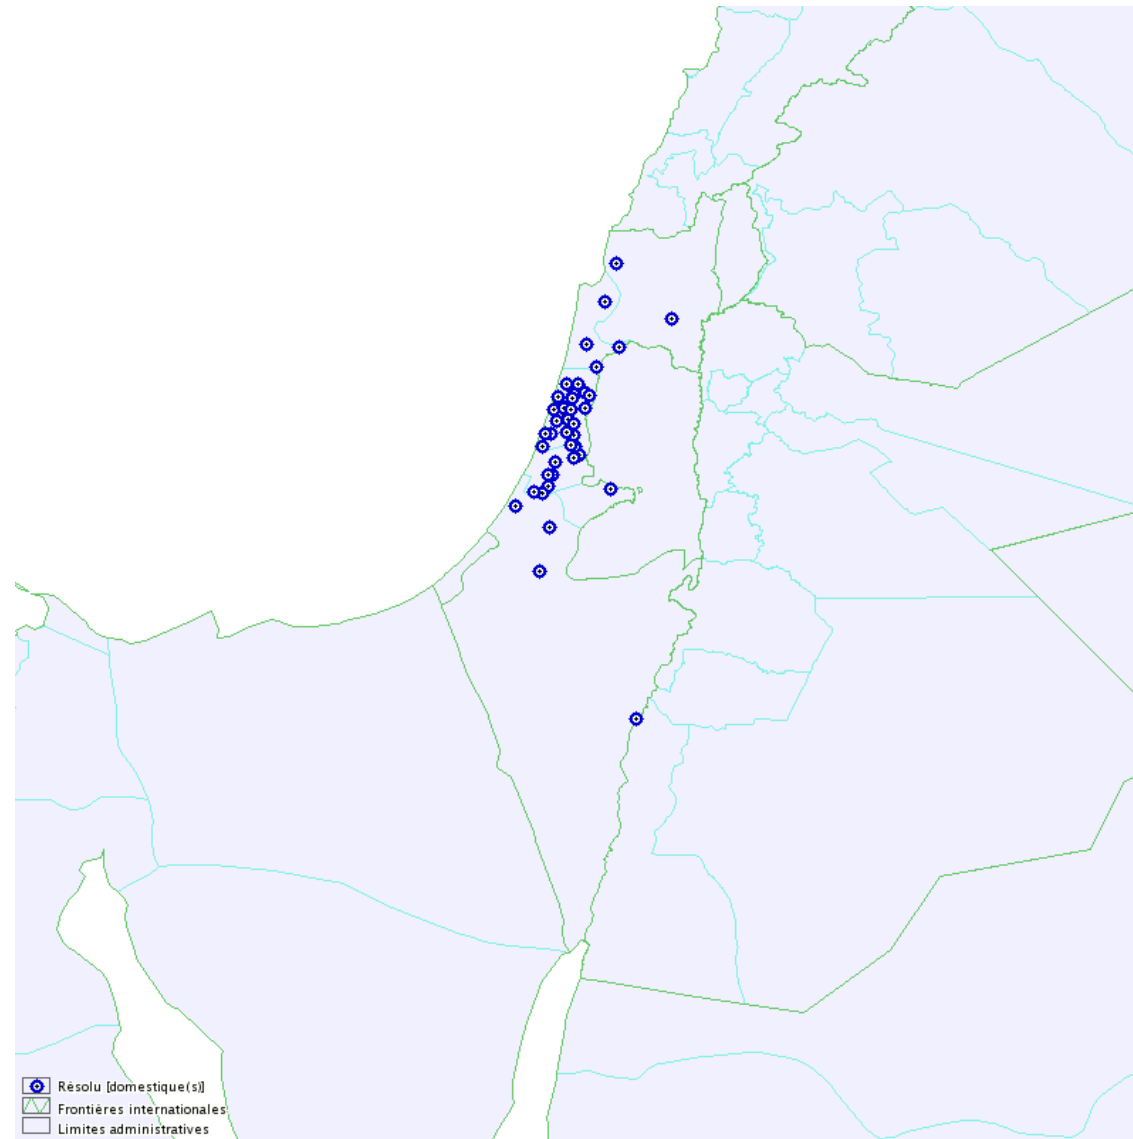 Résolu [domestique(s)]
Frontières internationales
Limites administratives